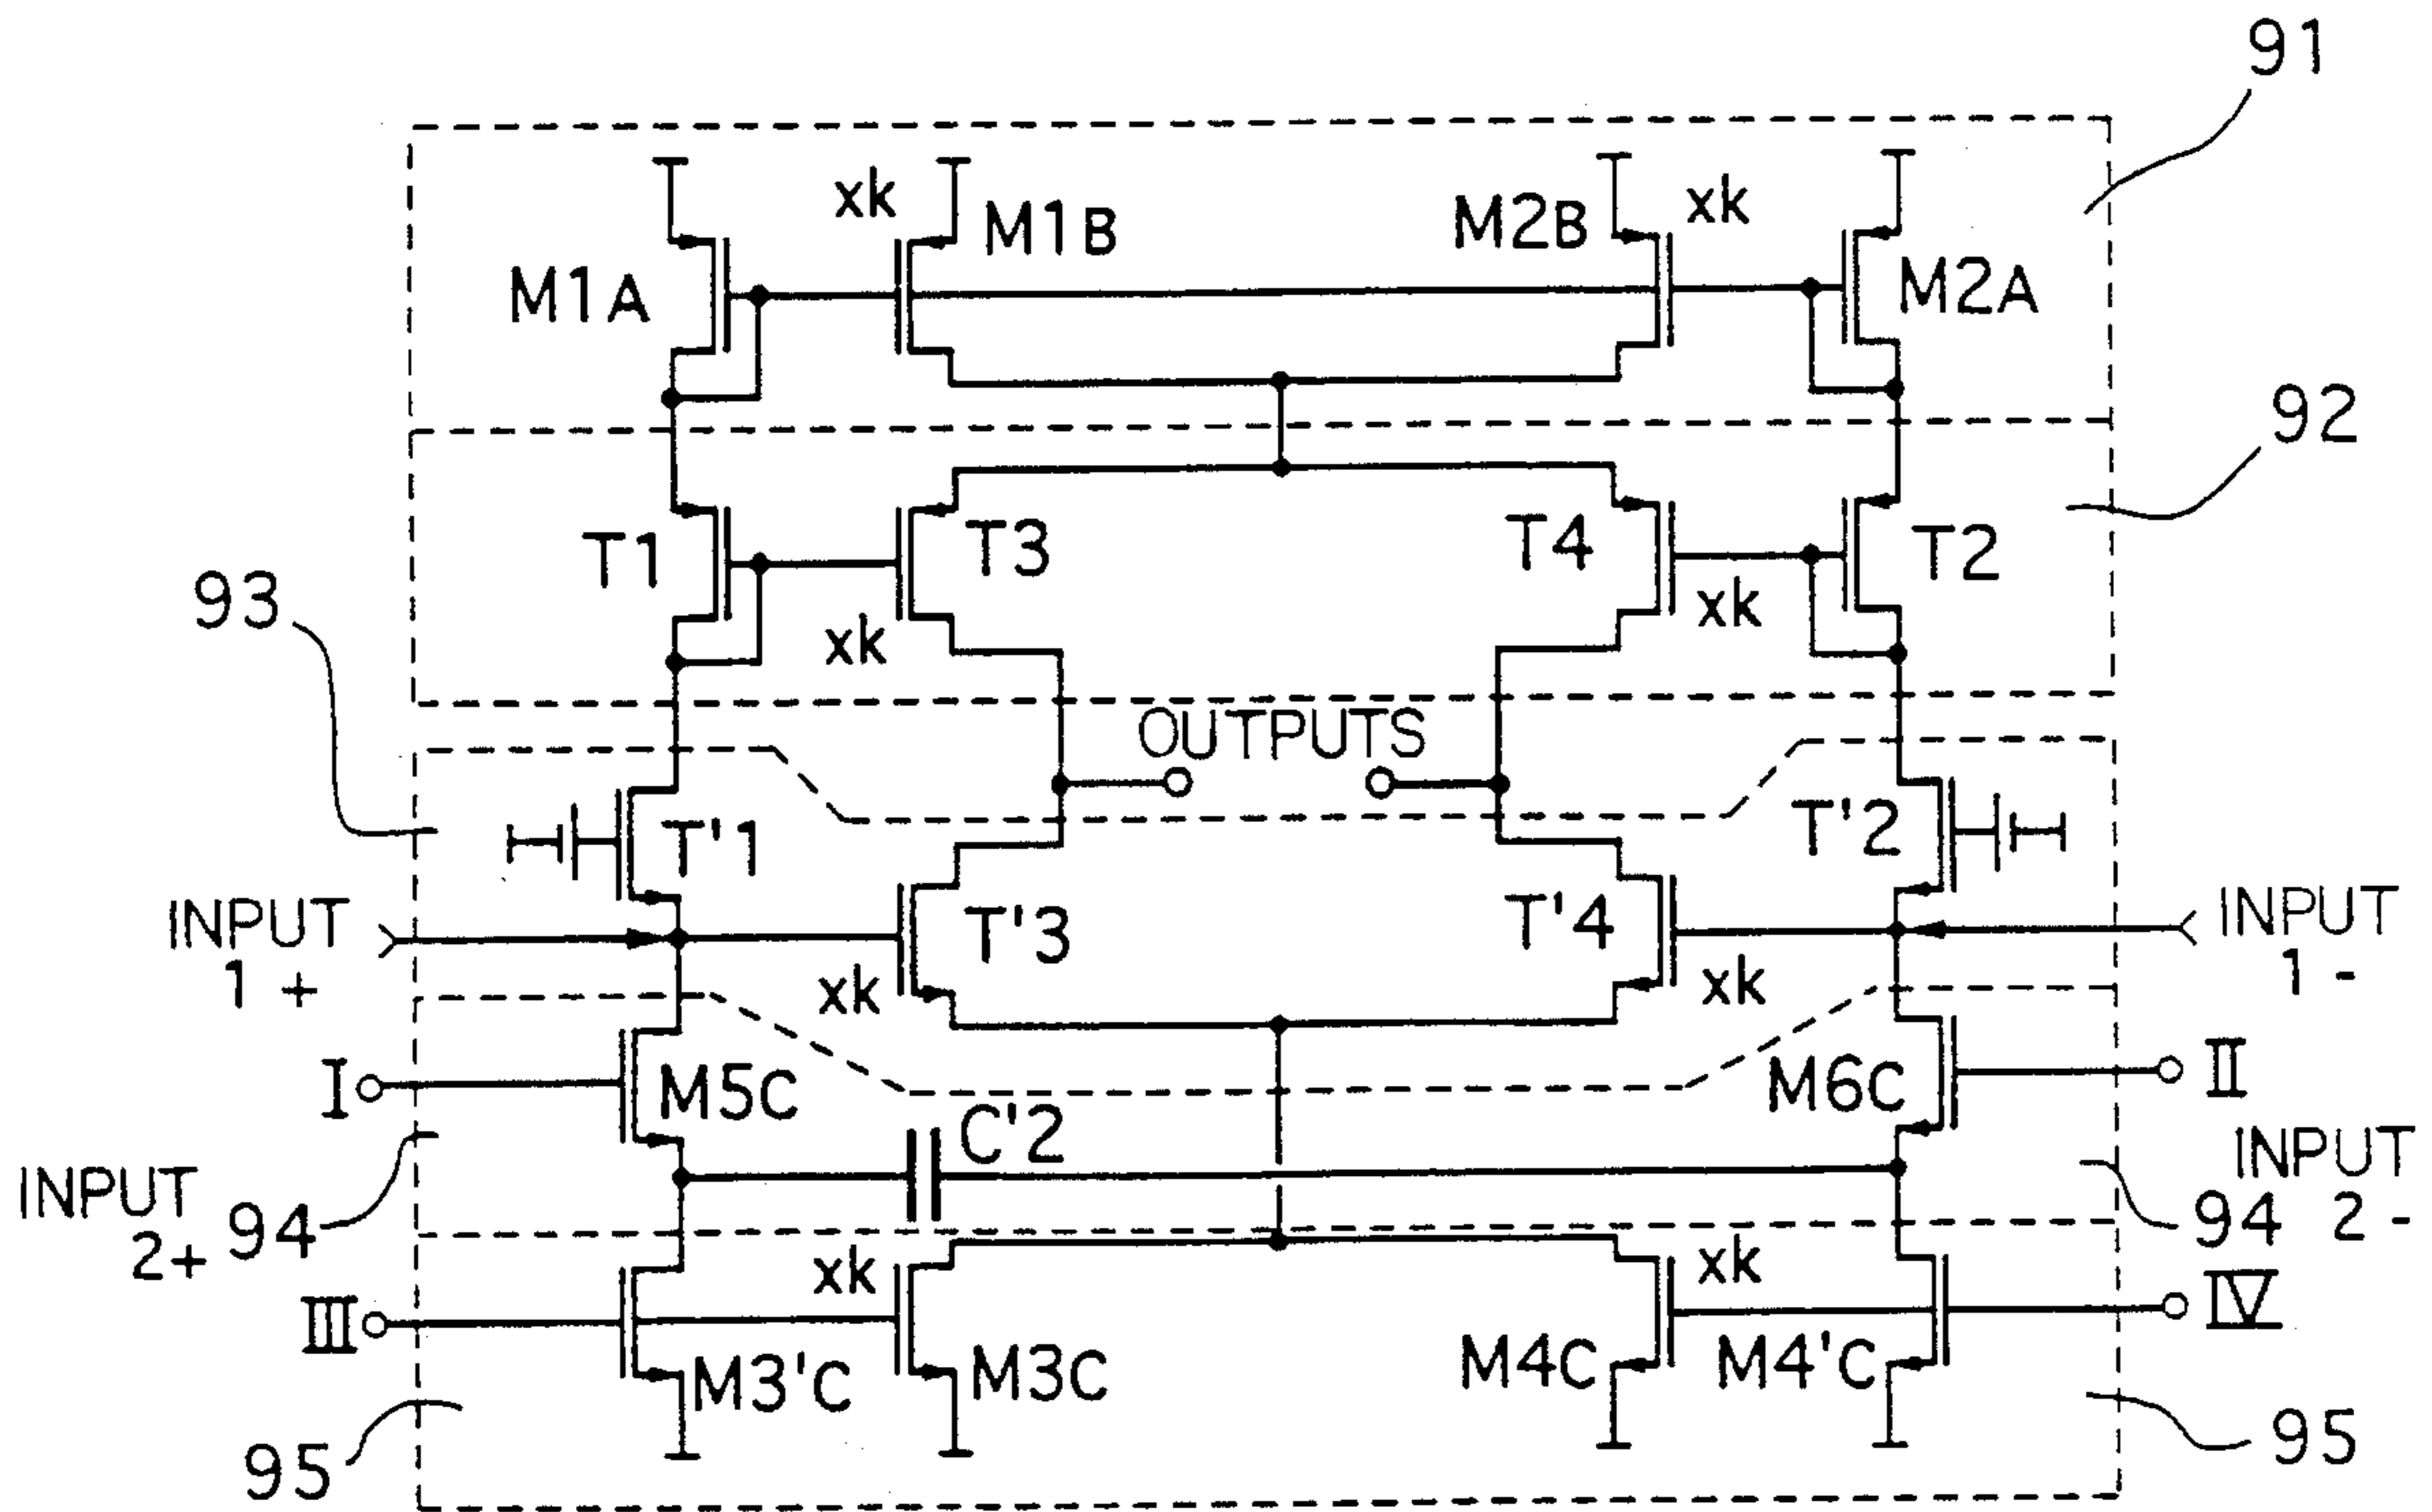 91
xk
M1B
M2B
xk
M1A
M2A
92
T1
T3
T4
T2
93
xk
xk
OUTPUTS
T'1
T'2
INPUT
1 +
T'3
T'4
INPUT
1 -
xk
xk
I
M5C
M6C
II
C'2
INPUT
2+
94
94
INPUT
2 -
xk
xk
III
IV
M3'C
M3C
M4C
M4'C
95
95